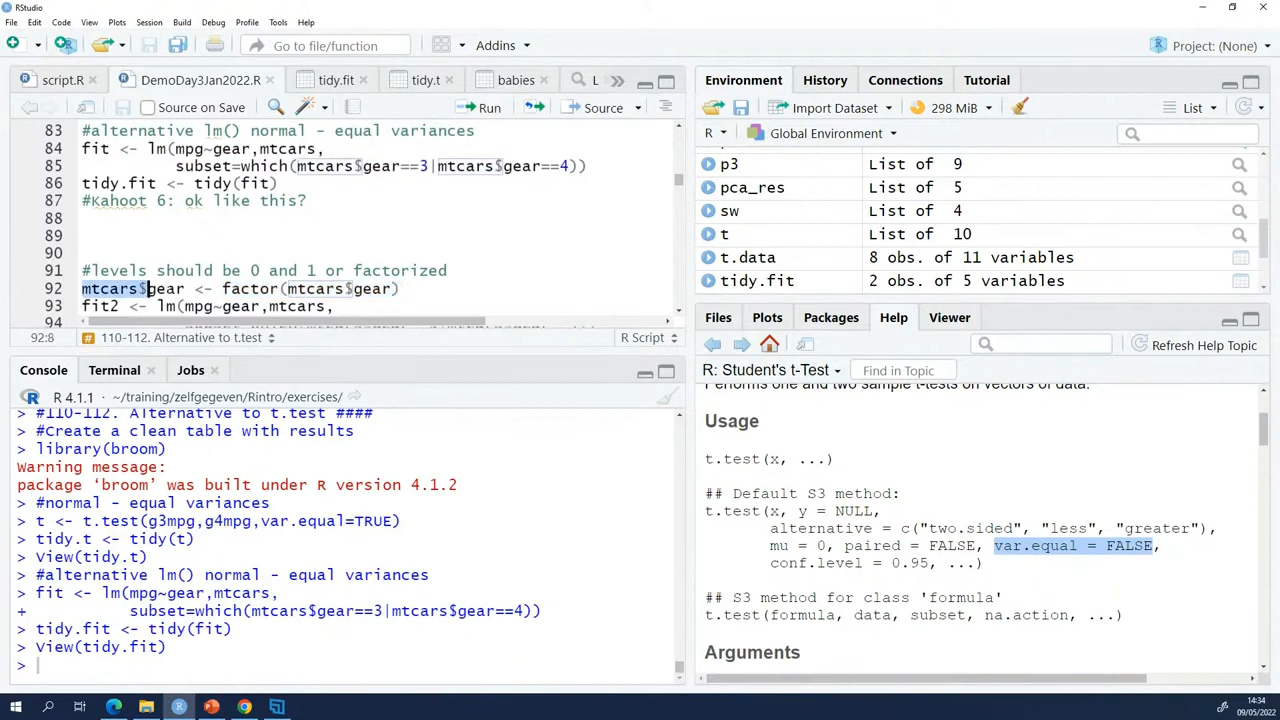 RStudio
File Edit Code View Plots Session Build Debug Profile Tools Help
Go to file/function
Addins
Project: (None)
script.R
DemoDay3Jan2022.R
tidy.fit
tidy.t
babies
L
Source on Save
Run
Source
83 #alternative lm() normal - equal variances
84 fit <- lm(mpg~gear,mtcars,
85 subset=which(mtcars$gear==3|mtcars$gear==4))
86 tidy.fit <- tidy(fit)
87 #Kahoot 6: ok like this?
88
89
90
91 #levels should be 0 and 1 or factorized
92 mtcars$gear <- factor(mtcars$gear)
93 fit2 <- lm(mpg~gear,mtcars,
94
92:8
110-112. Alternative to t.test
R Script
Console
Terminal
Jobs
R 4.1.1 · ~/training/zelfgegeven/Rintro/exercises/
> #110-112. Alternative to t.test ####
> #Create a clean table with results
> library(broom)
Warning message:
package ‘broom’ was built under R version 4.1.2
> #normal - equal variances
> t <- t.test(g3mpg,g4mpg,var.equal=TRUE)
> tidy.t <- tidy(t)
> View(tidy.t)
> #alternative lm() normal - equal variances
> fit <- lm(mpg~gear,mtcars,
+ subset=which(mtcars$gear==3|mtcars$gear==4))
> tidy.fit <- tidy(fit)
> View(tidy.fit)
>
Environment
History
Connections
Tutorial
Import Dataset
298 MiB
List
R
Global Environment
p3 List of 9
pca_res List of 5
sw List of 4
t List of 10
t.data 8 obs. of 11 variables
tidy.fit 2 obs. of 5 variables
Files
Plots
Packages
Help
Viewer
Refresh Help Topic
R: Student's t-Test
Find in Topic
Performs one and two sample t-tests on vectors of data.
Usage
t.test(x, ...)
## Default S3 method:
t.test(x, y = NULL,
alternative = c("two.sided", "less", "greater"),
mu = 0, paired = FALSE, var.equal = FALSE,
conf.level = 0.95, ...)
## S3 method for class 'formula'
t.test(formula, data, subset, na.action, ...)
Arguments
14:34
09/05/2022